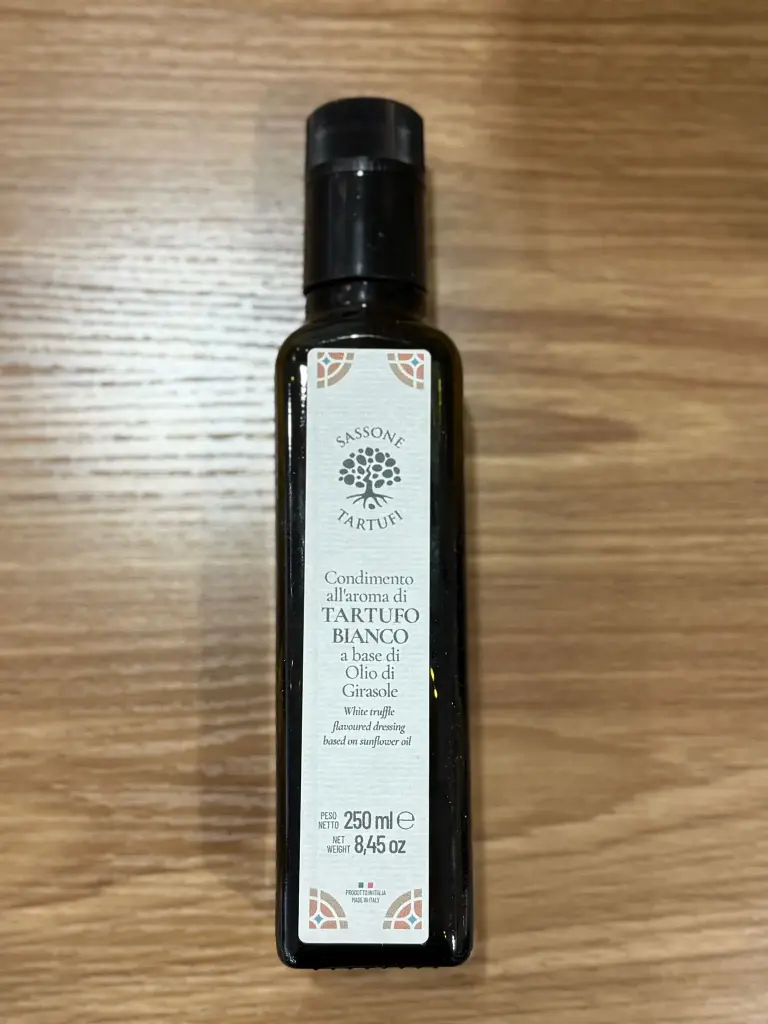 SASSONE
TARTUFI
Condimento
all'aroma di
TARTUFO
BIANCO
a base di
Olio di
Girasole
White truffle
flavoured dressing
based on sunflower oil
PESO NETTO 250 ml ℮
NET WEIGHT 8,45 oz
PRODOTTO IN ITALIA
MADE IN ITALY